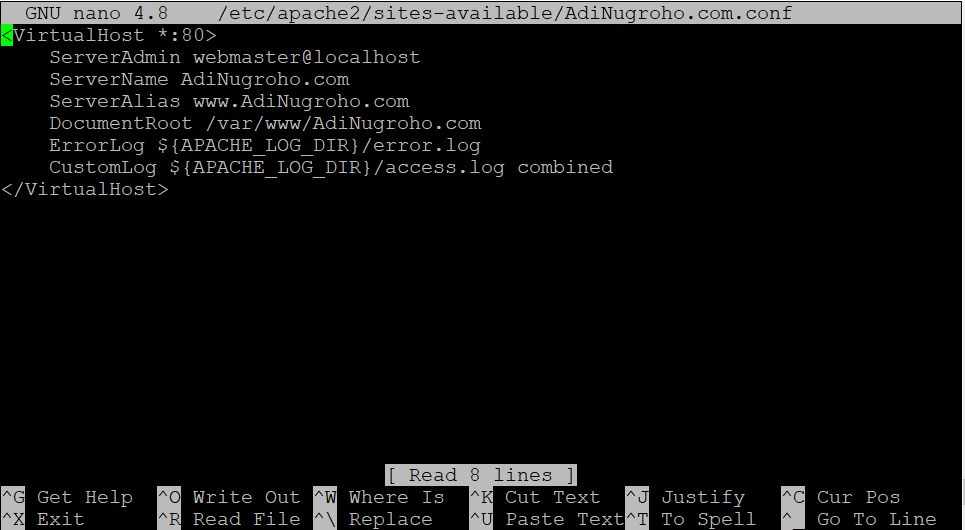 GNU nano 4.8    /etc/apache2/sites-available/AdiNugroho.com.conf
<VirtualHost *:80>
    ServerAdmin webmaster@localhost
    ServerName AdiNugroho.com
    ServerAlias www.AdiNugroho.com
    DocumentRoot /var/www/AdiNugroho.com
    ErrorLog ${APACHE_LOG_DIR}/error.log
    CustomLog ${APACHE_LOG_DIR}/access.log combined
</VirtualHost>
[ Read 8 lines ]
^G Get Help  ^O Write Out ^W Where Is  ^K Cut Text  ^J Justify   ^C Cur Pos
^X Exit      ^R Read File ^\ Replace   ^U Paste Text^T To Spell  ^_ Go To Line